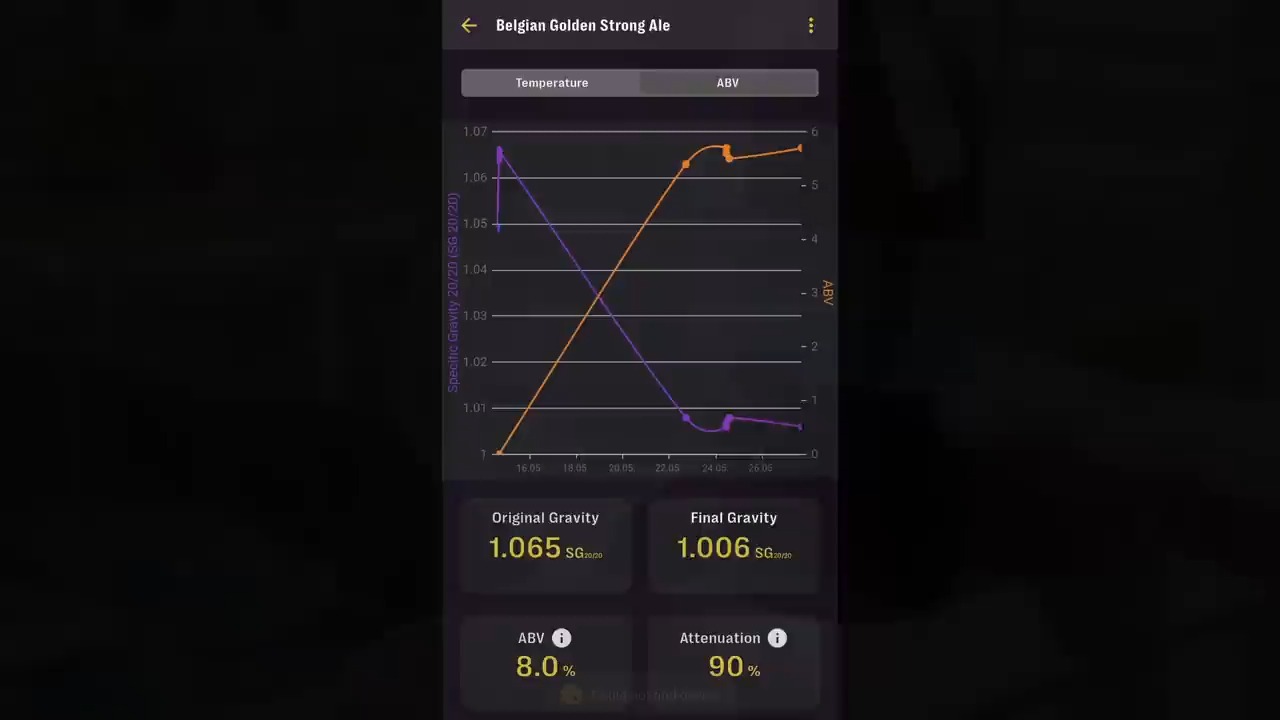 Belgian Golden Strong Ale
Temperature
ABV
1.07
1.06
1.05
1.04
1.03
1.02
1.01
1
Specific Gravity 20/20 (SG 20/20)
6
5
4
3
2
1
0
ABV
16.05
18.05
20.05
22.05
24.05
26.05
Original Gravity
1.065 SG20/20
Final Gravity
1.006 SG20/20
ABV i
8.0 %
Attenuation i
90 %